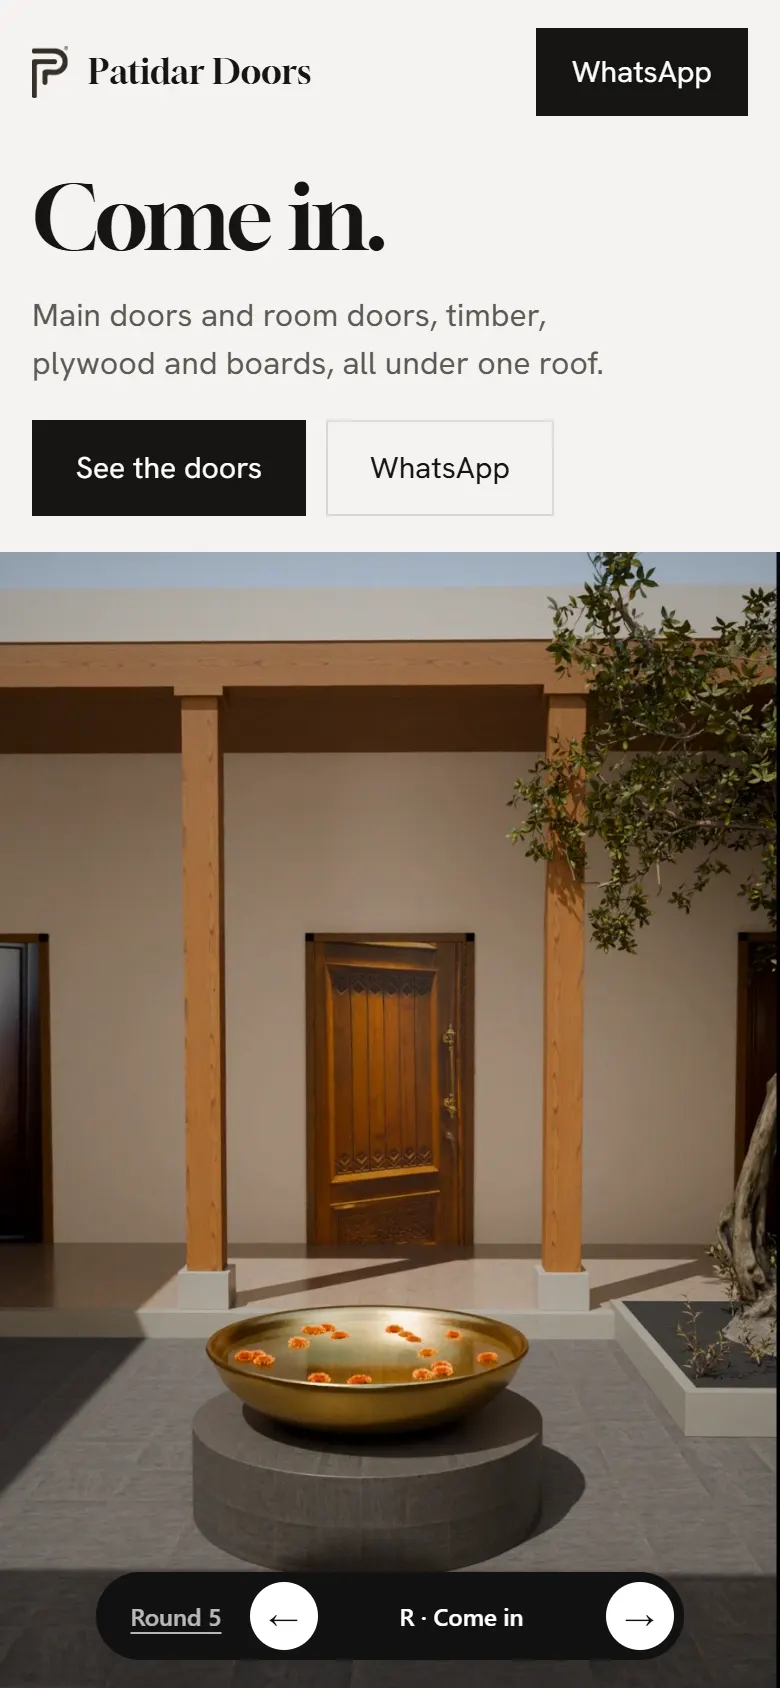 Patidar Doors
WhatsApp
Come in.
Main doors and room doors, timber,
plywood and boards, all under one roof.
See the doors
WhatsApp
Round 5
←
R · Come in
→